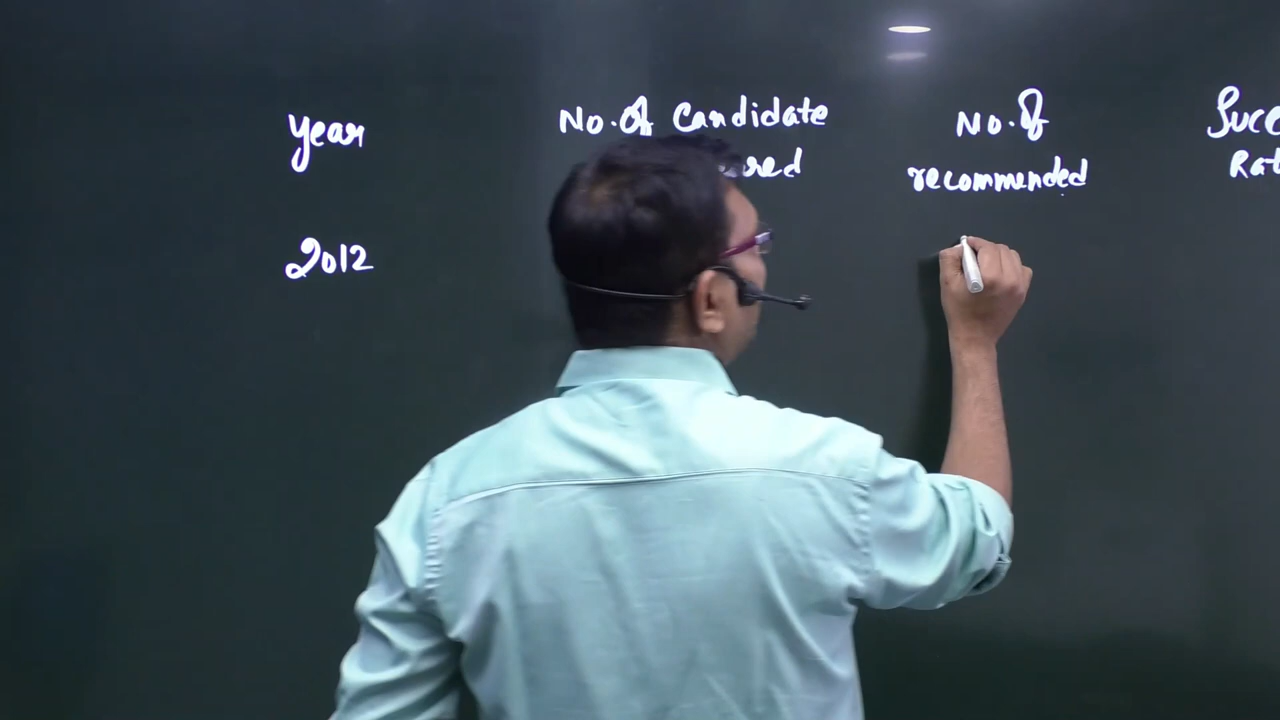 Year
No. Of Candidate
No. Of
recommended
2012